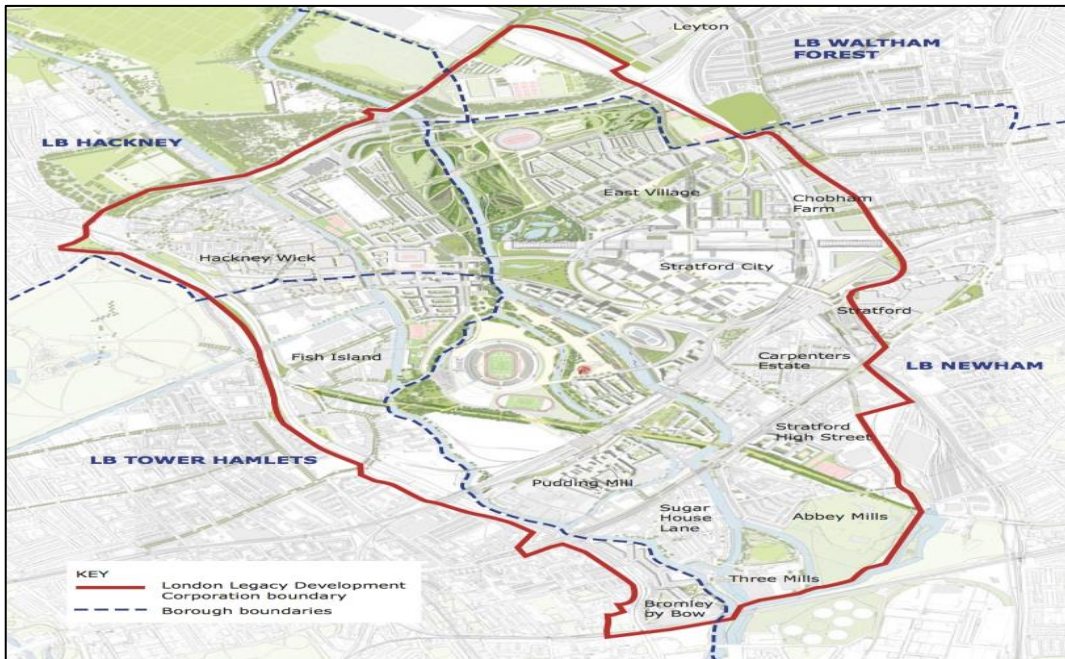 Leyton
LB WALTHAM
FOREST
LB HACKNEY
East Village
Chobham
Farm
Hackney Wick
Stratford City
Stratford
Fish Island
Carpenters
Estate
LB NEWHAM
Stratford
High Street
LB TOWER HAMLETS
Pudding Mill
Sugar
House
Lane
Abbey Mills
Three Mills
Bromley
by Bow
KEY
London Legacy Development
Corporation boundary
Borough boundaries